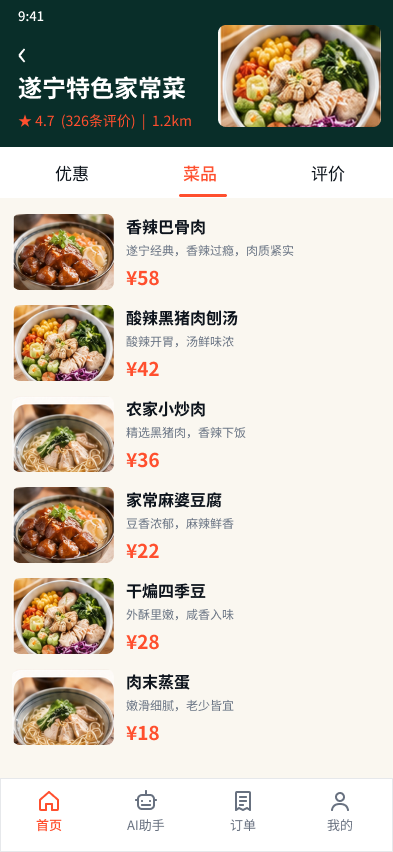 9:41
遂宁特色家常菜
★ 4.7 (326条评价) | 1.2km
优惠 菜品 评价
香辣巴骨肉
遂宁经典，香辣过瘾，肉质紧实
¥58
酸辣黑猪肉刨汤
酸辣开胃，汤鲜味浓
¥42
农家小炒肉
精选黑猪肉，香辣下饭
¥36
家常麻婆豆腐
豆香浓郁，麻辣鲜香
¥22
干煸四季豆
外酥里嫩，咸香入味
¥28
肉末蒸蛋
嫩滑细腻，老少皆宜
¥18
首页 AI助手 订单 我的